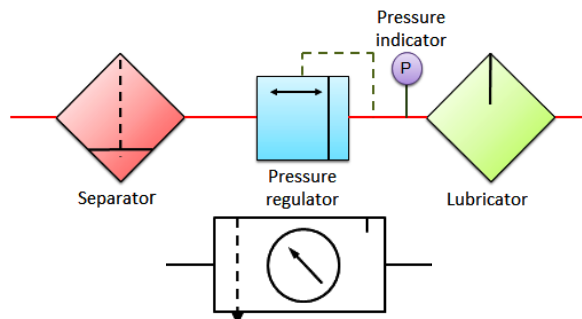 Pressure
indicator
P
Separator
Pressure
regulator
Lubricator